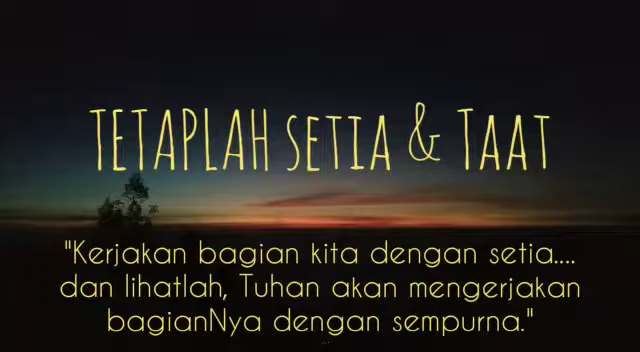 TETAPLAH SETIA & TAAT
"Kerjakan bagian kita dengan setia....
dan lihatlah, Tuhan akan mengerjakan
bagianNya dengan sempurna."